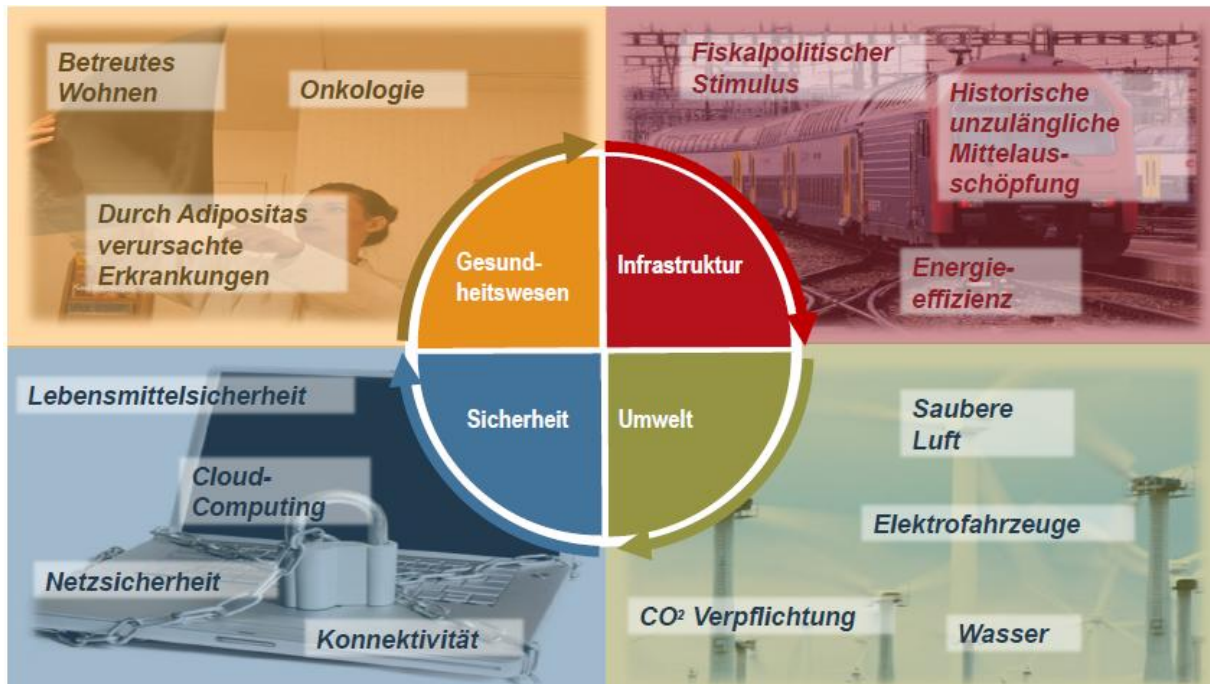 Betreutes
Wohnen
Onkologie
Durch Adipositas
verursachte
Erkrankungen
Fiskalpolitischer
Stimulus
Historische
unzulängliche
Mittelaus-
schöpfung
Energie-
effizienz
Gesund-
heitswesen
Infrastruktur
Sicherheit
Umwelt
Lebensmittelsicherheit
Cloud-
Computing
Netzsicherheit
Konnektivität
Saubere
Luft
Elektrofahrzeuge
CO² Verpflichtung
Wasser